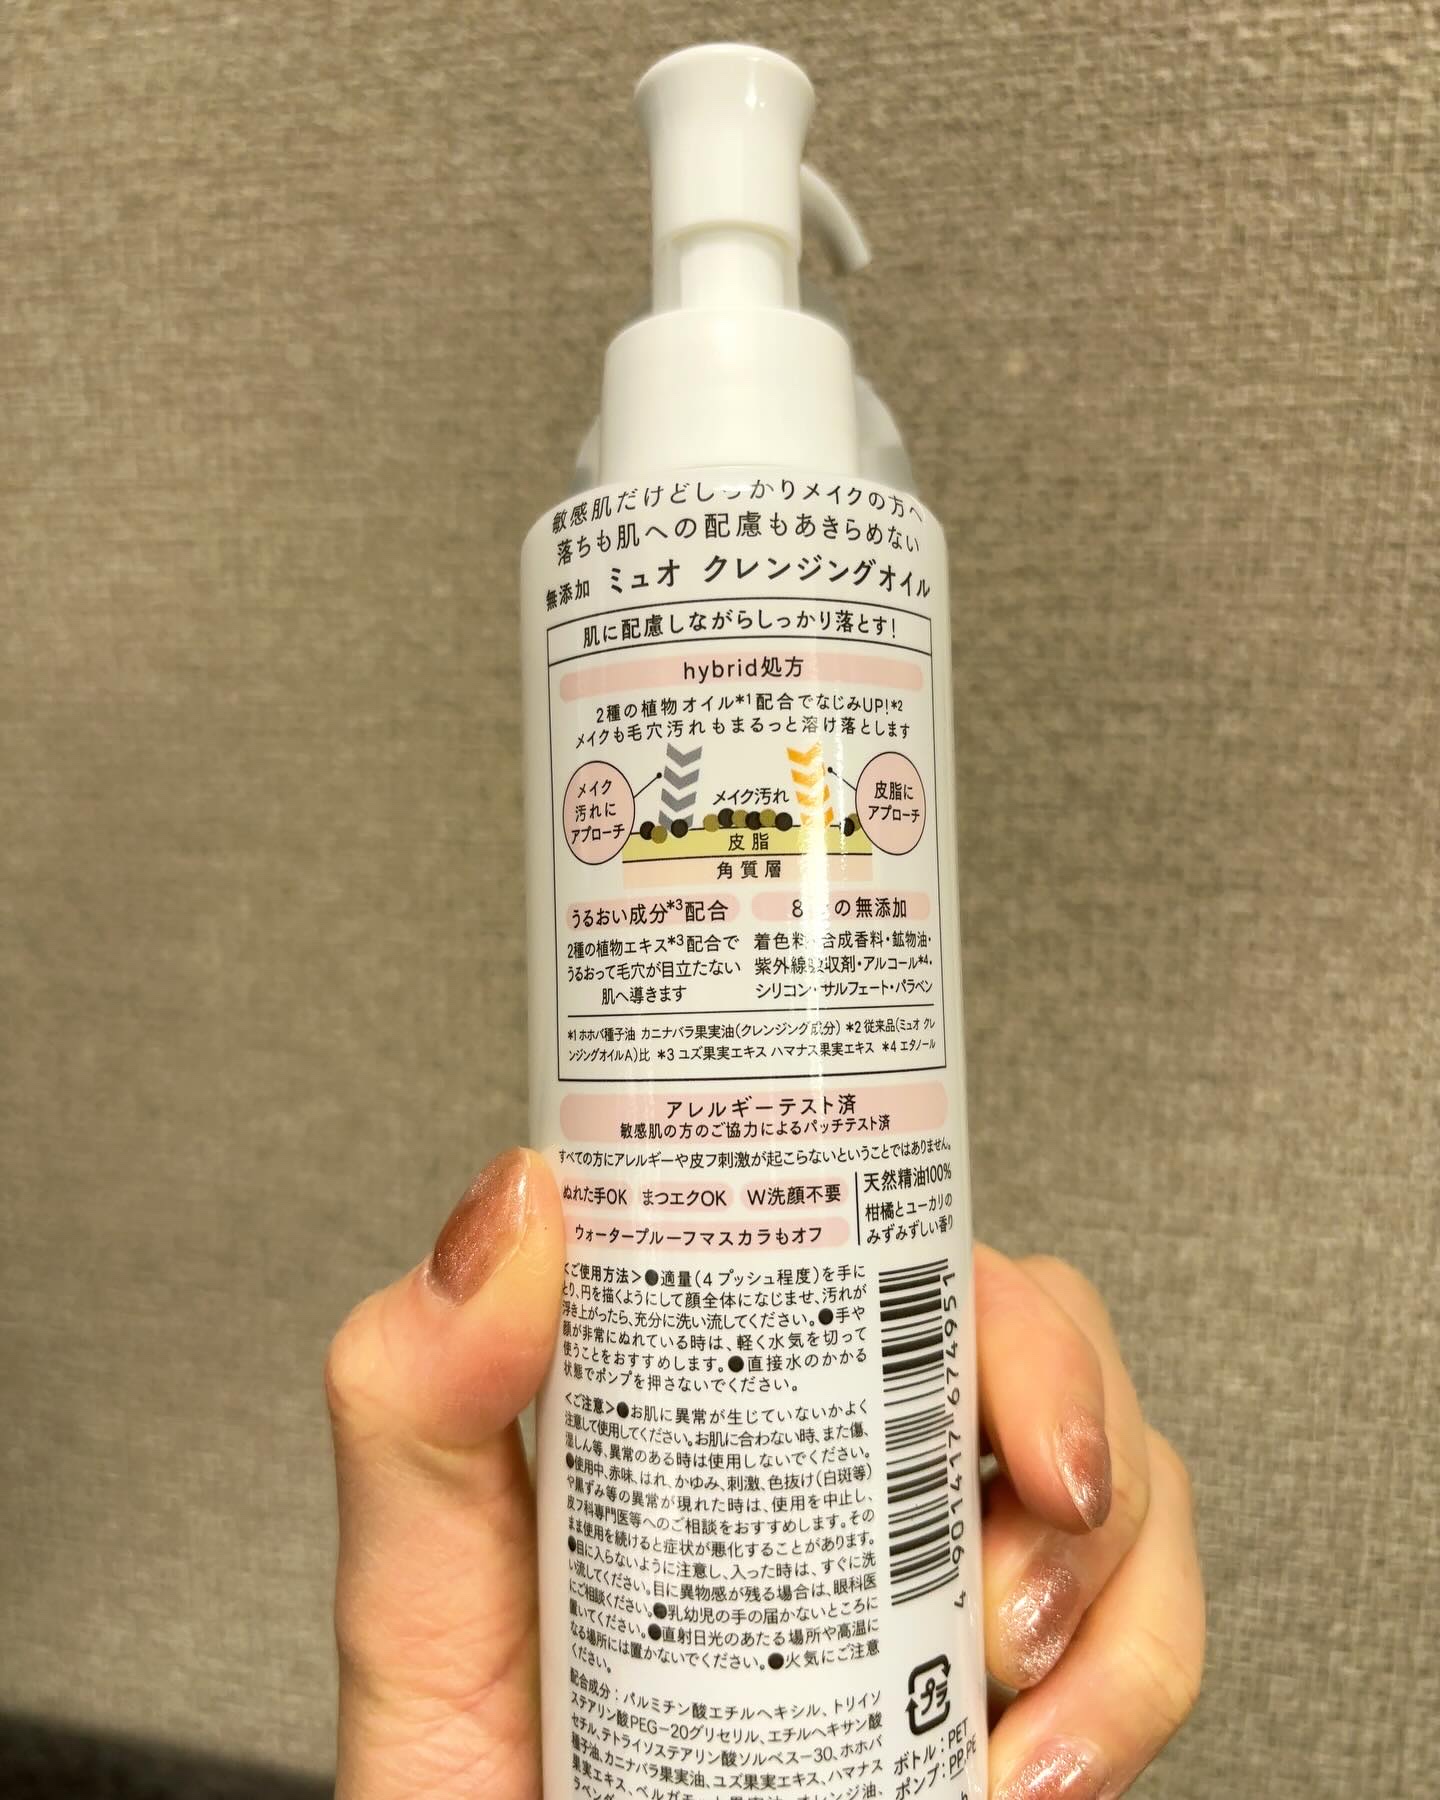 敏感肌だけどしっかりメイクの方へ
落ちも肌への配慮もあきらめない
無添加 ミュオ クレンジングオイル
肌に配慮しながらしっかり落とす!
hybrid処方
2種の植物オイル*1配合でなじみUP!*2
メイクも毛穴汚れもまるっと溶け落とします
メイク
汚れに
アプローチ
メイク汚れ
皮脂に
アプローチ
皮脂
角質層
うるおい成分*3配合
2種の植物エキス*3配合で
うるおって毛穴が目立たない
肌へ導きます
8 の無添加
着色料・合成香料・鉱物油・
紫外線吸収剤・アルコール*4・
シリコン・サルフェート・パラベン
*1 ホホバ種子油 カニナバラ果実油(クレンジング成分) *2 従来品(ミュオ クレ
ンジングオイルA)比 *3 ユズ果実エキス ハマナス果実エキス *4 エタノール
アレルギーテスト済
敏感肌の方のご協力によるパッチテスト済
すべての方にアレルギーや皮フ刺激が起こらないということではありません。
ぬれた手OK まつエクOK W洗顔不要
ウォータープルーフマスカラもオフ
天然精油100%
柑橘とユーカリの
みずみずしい香り
<ご使用方法>●適量(4プッシュ程度)を手に
とり、円を描くようにして顔全体になじませ、汚れが
浮き上がったら、充分に洗い流してください。●手や
顔が非常にぬれている時は、軽く水気を切って
使うことをおすすめします。●直接水のかかる
状態でポンプを押さないでください。
<ご注意>●お肌に異常が生じていないかよく
注意して使用してください。お肌に合わない時、また傷、
湿しん等、異常のある時は使用しないでください。
●使用中、赤味、はれ、かゆみ、刺激、色抜け(白斑等)
や黒ずみ等の異常が現れた時は、使用を中止し、
皮フ科専門医等へのご相談をおすすめします。その
まま使用を続けると症状が悪化することがあります。
●目に入らないように注意し、入った時は、すぐに洗
い流してください。目に異物感が残る場合は、眼科医
にご相談ください。●乳幼児の手の届かないところに
置いてください。●直射日光のあたる場所や高温に
なる場所には置かないでください。●火気にご注意
ください。
配合成分:パルミチン酸エチルヘキシル、トリイソ
ステアリン酸PEG-20グリセリル、エチルヘキサン酸
セチル、テトライソステアリン酸ソルベス-30、ホホバ
種子油、カニナバラ果実油、ユズ果実エキス、ハマナス
果実エキス、ベルガモット果実油、オレンジ油、
4901417674951
プラ
ボトル:PET
ポンプ:PP,PE